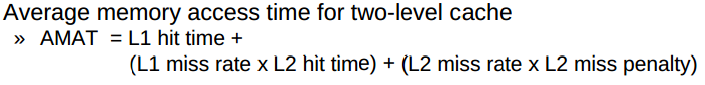 Average memory access time for two-level cache
» AMAT = L1 hit time +
(L1 miss rate x L2 hit time) + (L2 miss rate x L2 miss penalty)